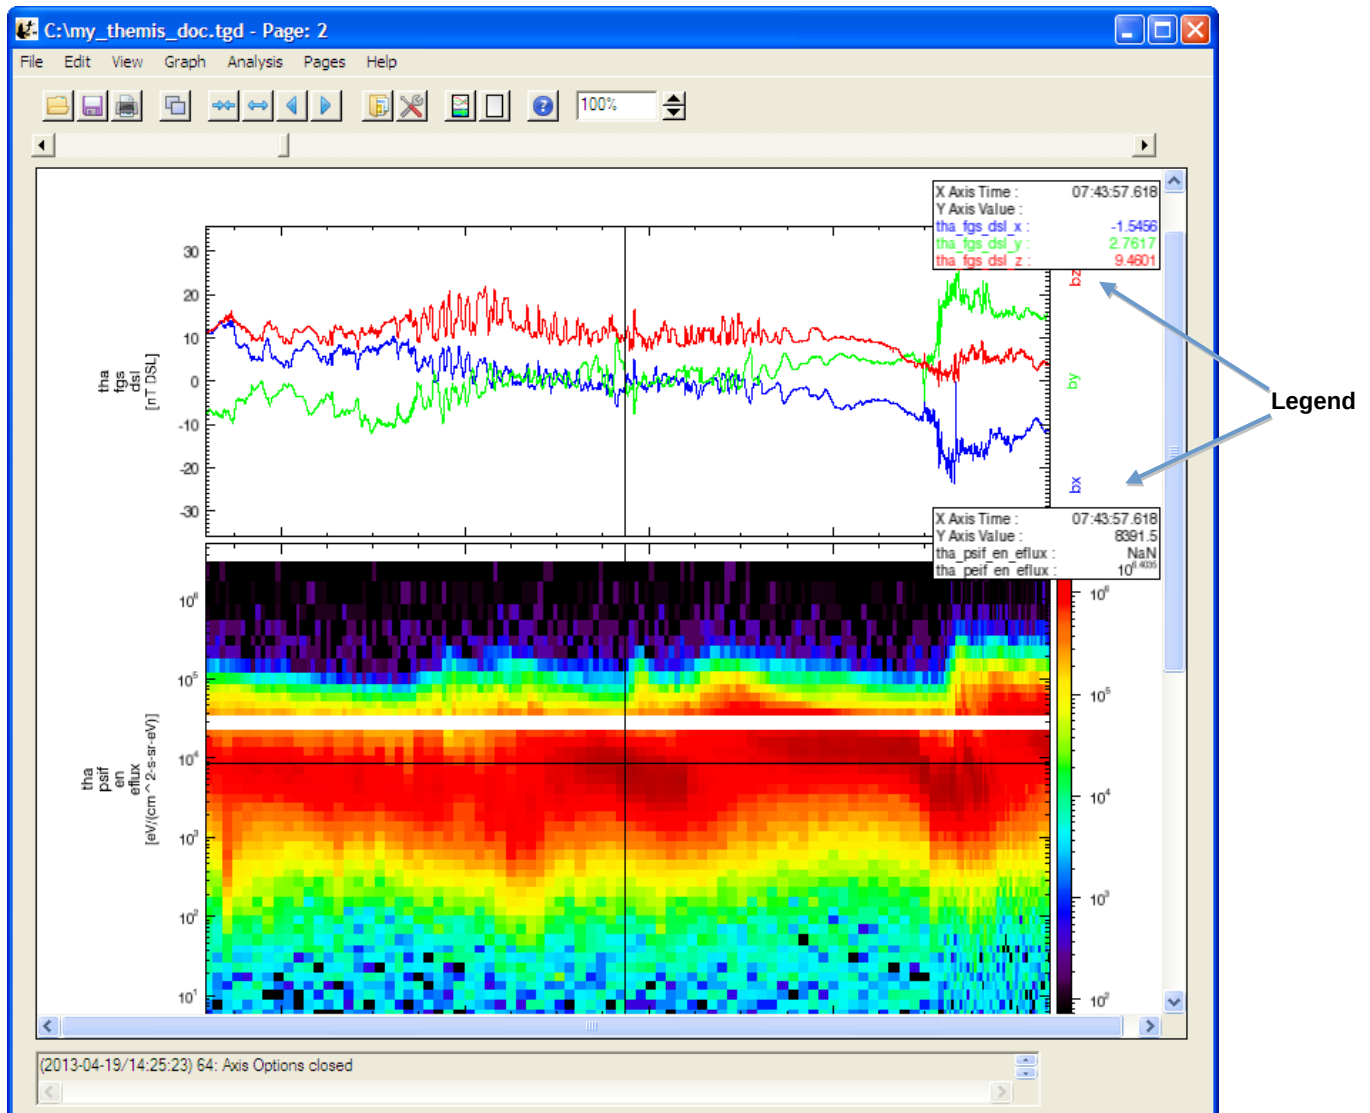 C:\my_themis_doc.tgd - Page: 2
File Edit View Graph Analysis Pages Help
100%
X Axis Time : 07:43:57.618
Y Axis Value :
tha_fgs_dsl_x : -1.5456
tha_fgs_dsl_y : 2.7617
tha_fgs_dsl_z : 9.4601
30
20
10
0
-10
-20
-30
tha
fgs
dsl
[nT DSL]
bz
by
bx
Legend
X Axis Time : 07:43:57.618
Y Axis Value : 8391.5
tha_psif_en_eflux : NaN
tha_peif_en_eflux : 10^6.4035
10^6
10^5
10^4
10^3
10^2
10^1
tha
psif
en
eflux
[eV/(cm^2-s-sr-eV)]
10^6
10^5
10^4
10^3
10^2
(2013-04-19/14:25:23) 64: Axis Options closed